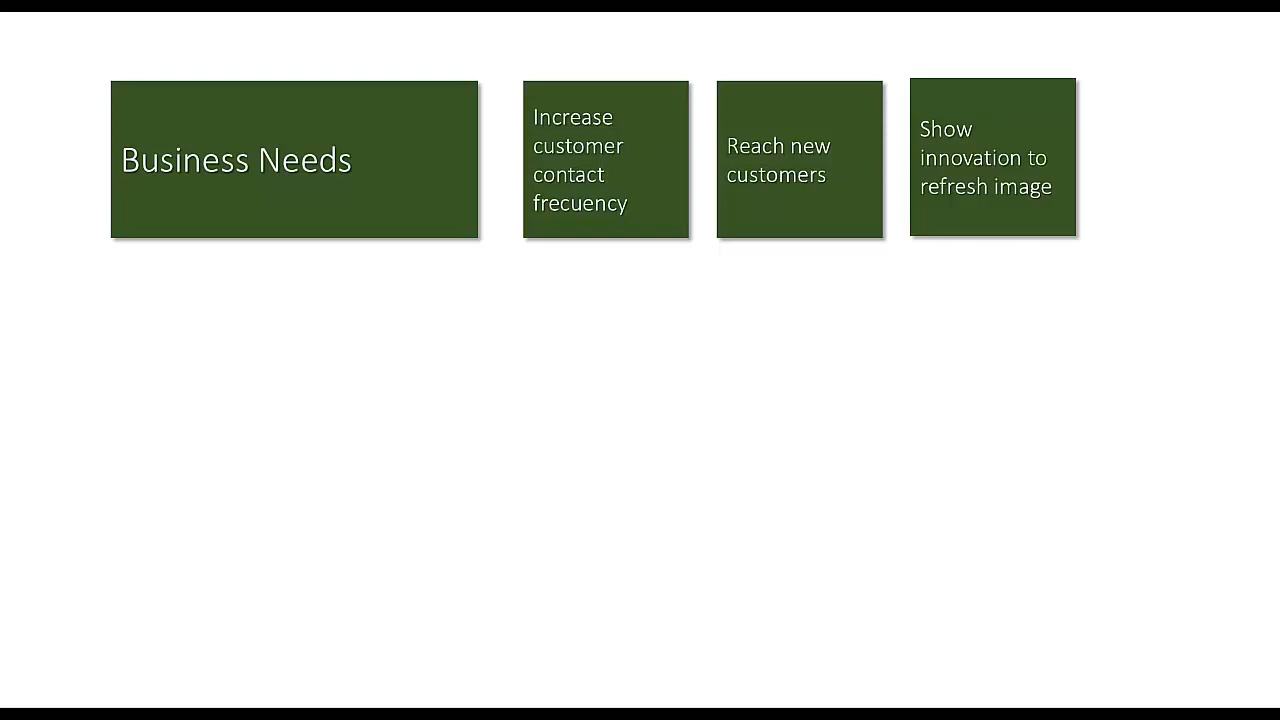 Business Needs
Increase
customer
contact
frecuency
Reach new
customers
Show
innovation to
refresh image